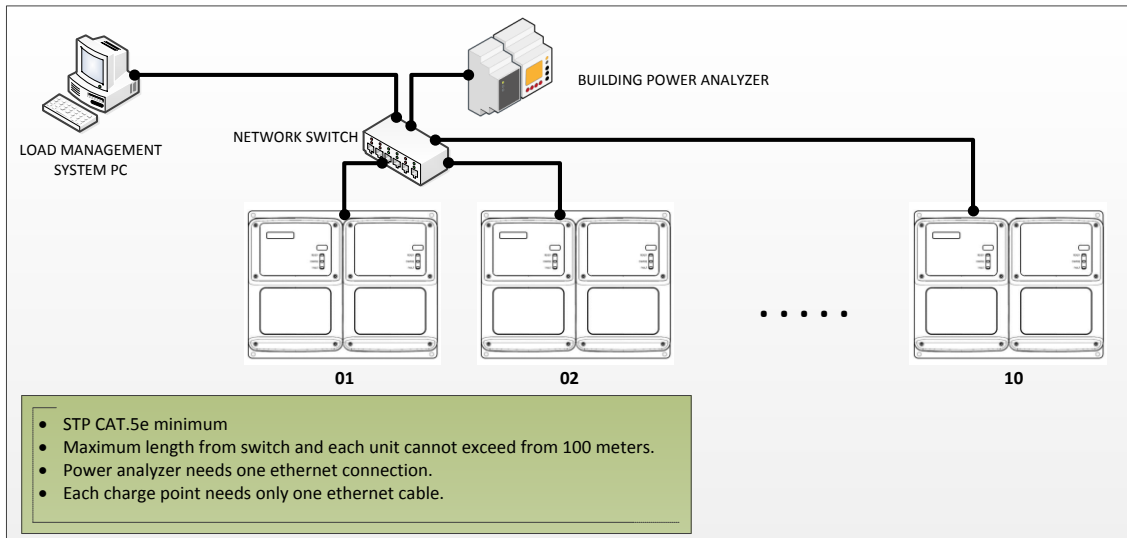 BUILDING POWER ANALYZER
NETWORK SWITCH
LOAD MANAGEMENT
SYSTEM PC
01
02
10
• STP CAT.5e minimum
• Maximum length from switch and each unit cannot exceed from 100 meters.
• Power analyzer needs one ethernet connection.
• Each charge point needs only one ethernet cable.